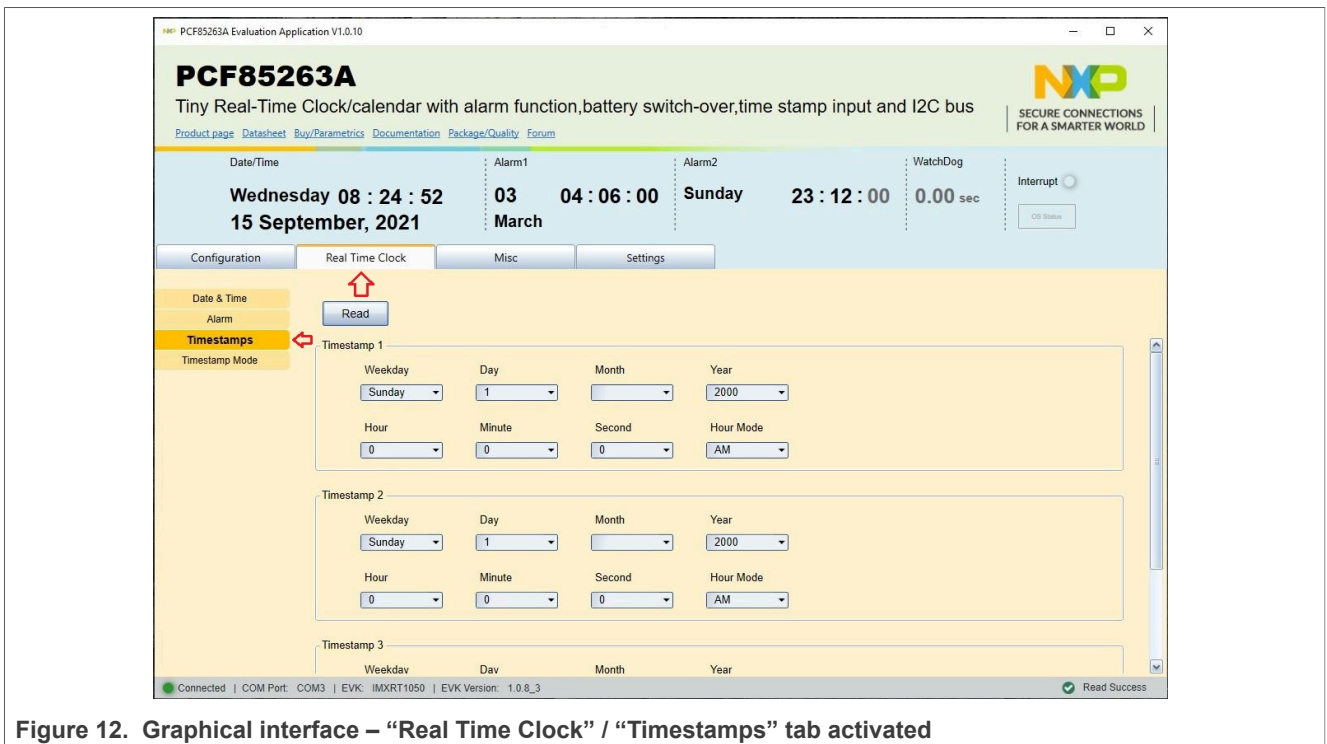 PCF85263A Evaluation Application V1.0.10
PCF85263A
Tiny Real-Time Clock/calendar with alarm function,battery switch-over,time stamp input and I2C bus
Product page Datasheet Buy/Parametrics Documentation Package/Quality Forum
NXP
SECURE CONNECTIONS
FOR A SMARTER WORLD
Date/Time Alarm1 Alarm2 WatchDog
Interrupt
Wednesday 08 : 24 : 52 03 04 : 06 : 00 Sunday 23 : 12 : 00 0.00 sec
15 September, 2021 March OS Status
Configuration Real Time Clock Misc Settings
Date & Time
Alarm
Timestamps
Timestamp Mode
Read
Timestamp 1
Weekday Day Month Year
Sunday 1 2000
Hour Minute Second Hour Mode
0 0 0 AM
Timestamp 2
Weekday Day Month Year
Sunday 1 2000
Hour Minute Second Hour Mode
0 0 0 AM
Timestamp 3
Weekday Day Month Year
Connected | COM Port: COM3 | EVK: IMXRT1050 | EVK Version: 1.0.8_3 Read Success
Figure 12. Graphical interface – “Real Time Clock” / “Timestamps” tab activated